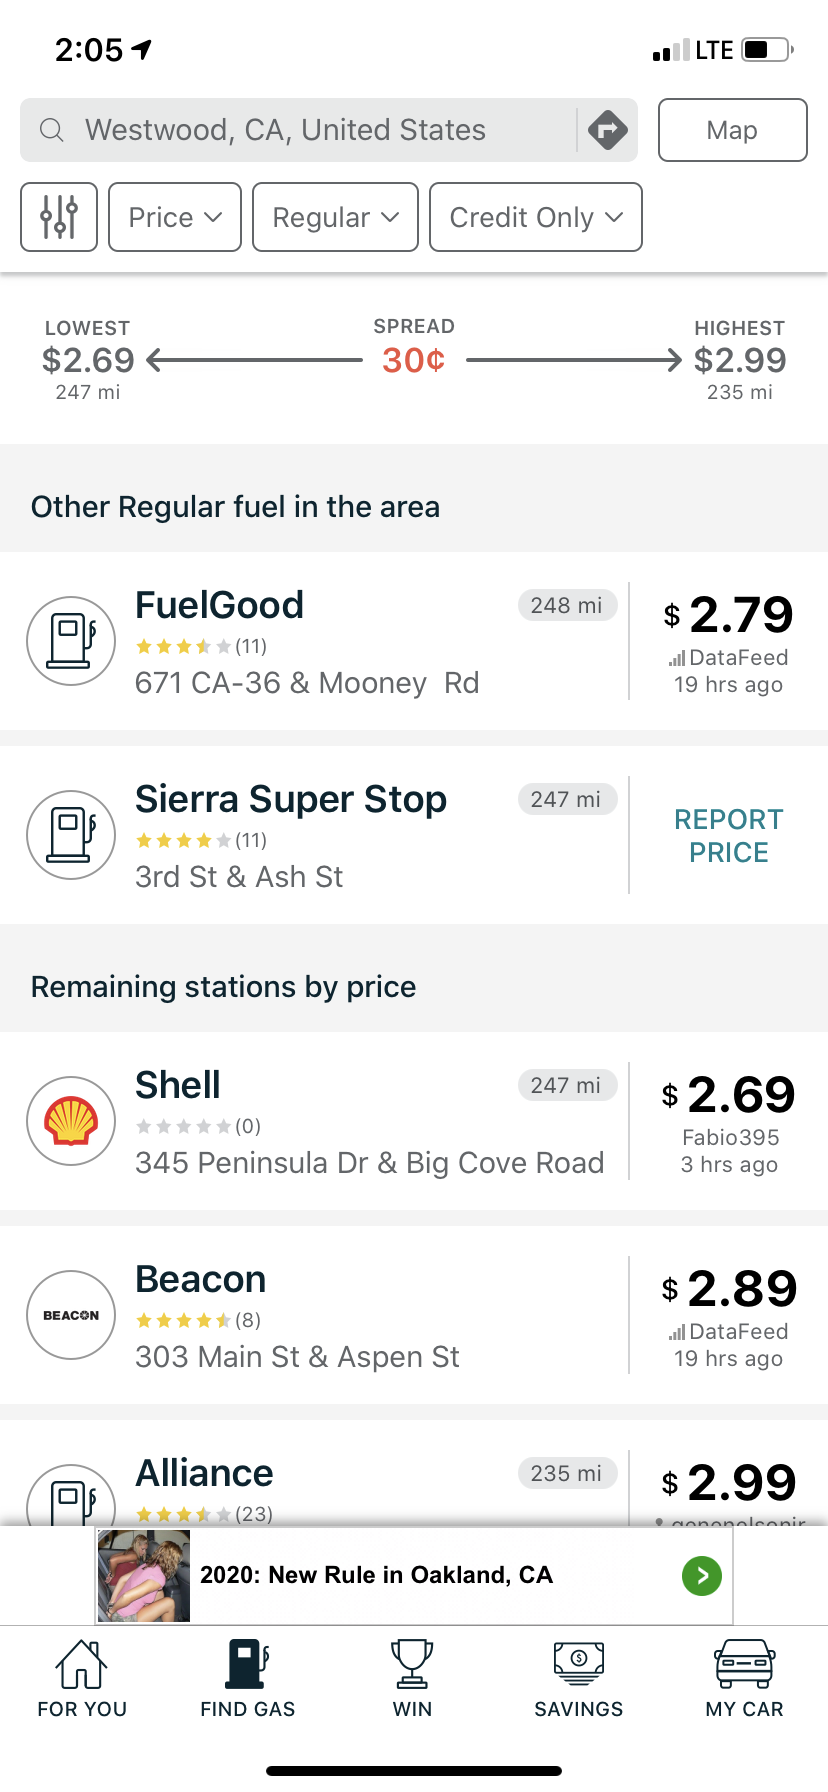 2:05
LTE
Westwood, CA, United States
Map
Price
Regular
Credit Only
LOWEST
$2.69
247 mi
SPREAD
30¢
HIGHEST
$2.99
235 mi
Other Regular fuel in the area
FuelGood
248 mi
(11)
671 CA-36 & Mooney  Rd
$ 2.79
DataFeed
19 hrs ago
Sierra Super Stop
247 mi
(11)
3rd St & Ash St
REPORT
PRICE
Remaining stations by price
Shell
247 mi
(0)
345 Peninsula Dr & Big Cove Road
$ 2.69
Fabio395
3 hrs ago
BEACON
Beacon
(8)
303 Main St & Aspen St
$ 2.89
DataFeed
19 hrs ago
Alliance
235 mi
(23)
$ 2.99
2020: New Rule in Oakland, CA
FOR YOU
FIND GAS
WIN
SAVINGS
MY CAR